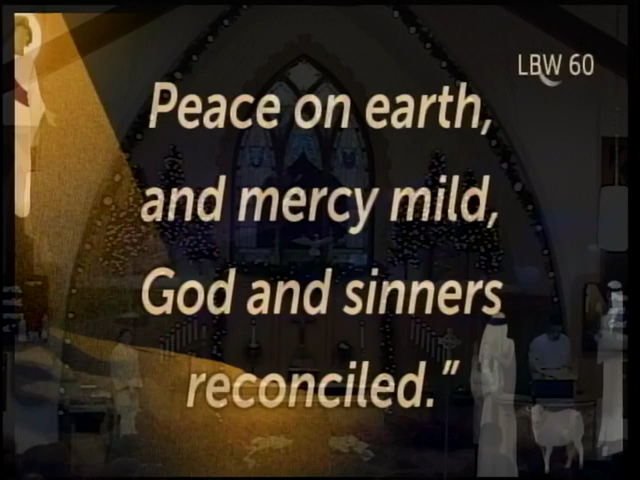 LBW 60
Peace on earth,
and mercy mild,
God and sinners
reconciled.”